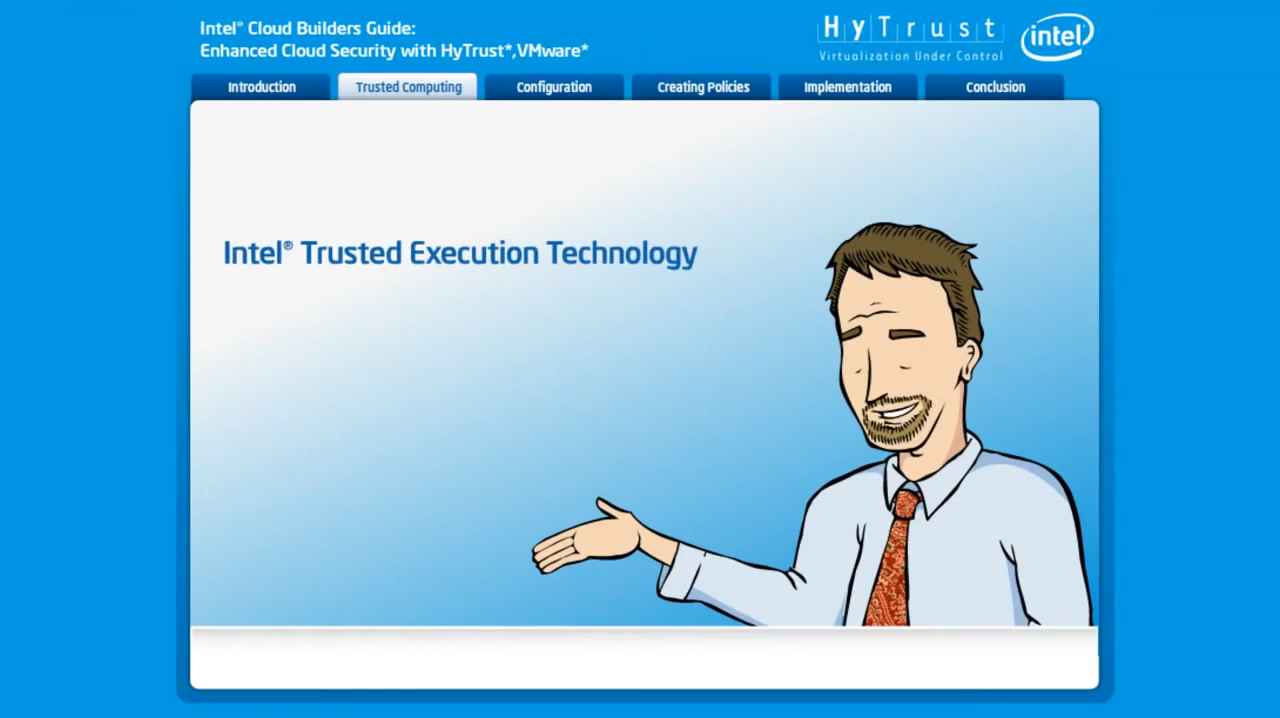 Intel® Cloud Builders Guide:
Enhanced Cloud Security with HyTrust*,VMware*
HyTrust
Virtualization Under Control
intel
Introduction
Trusted Computing
Configuration
Creating Policies
Implementation
Conclusion
Intel® Trusted Execution Technology